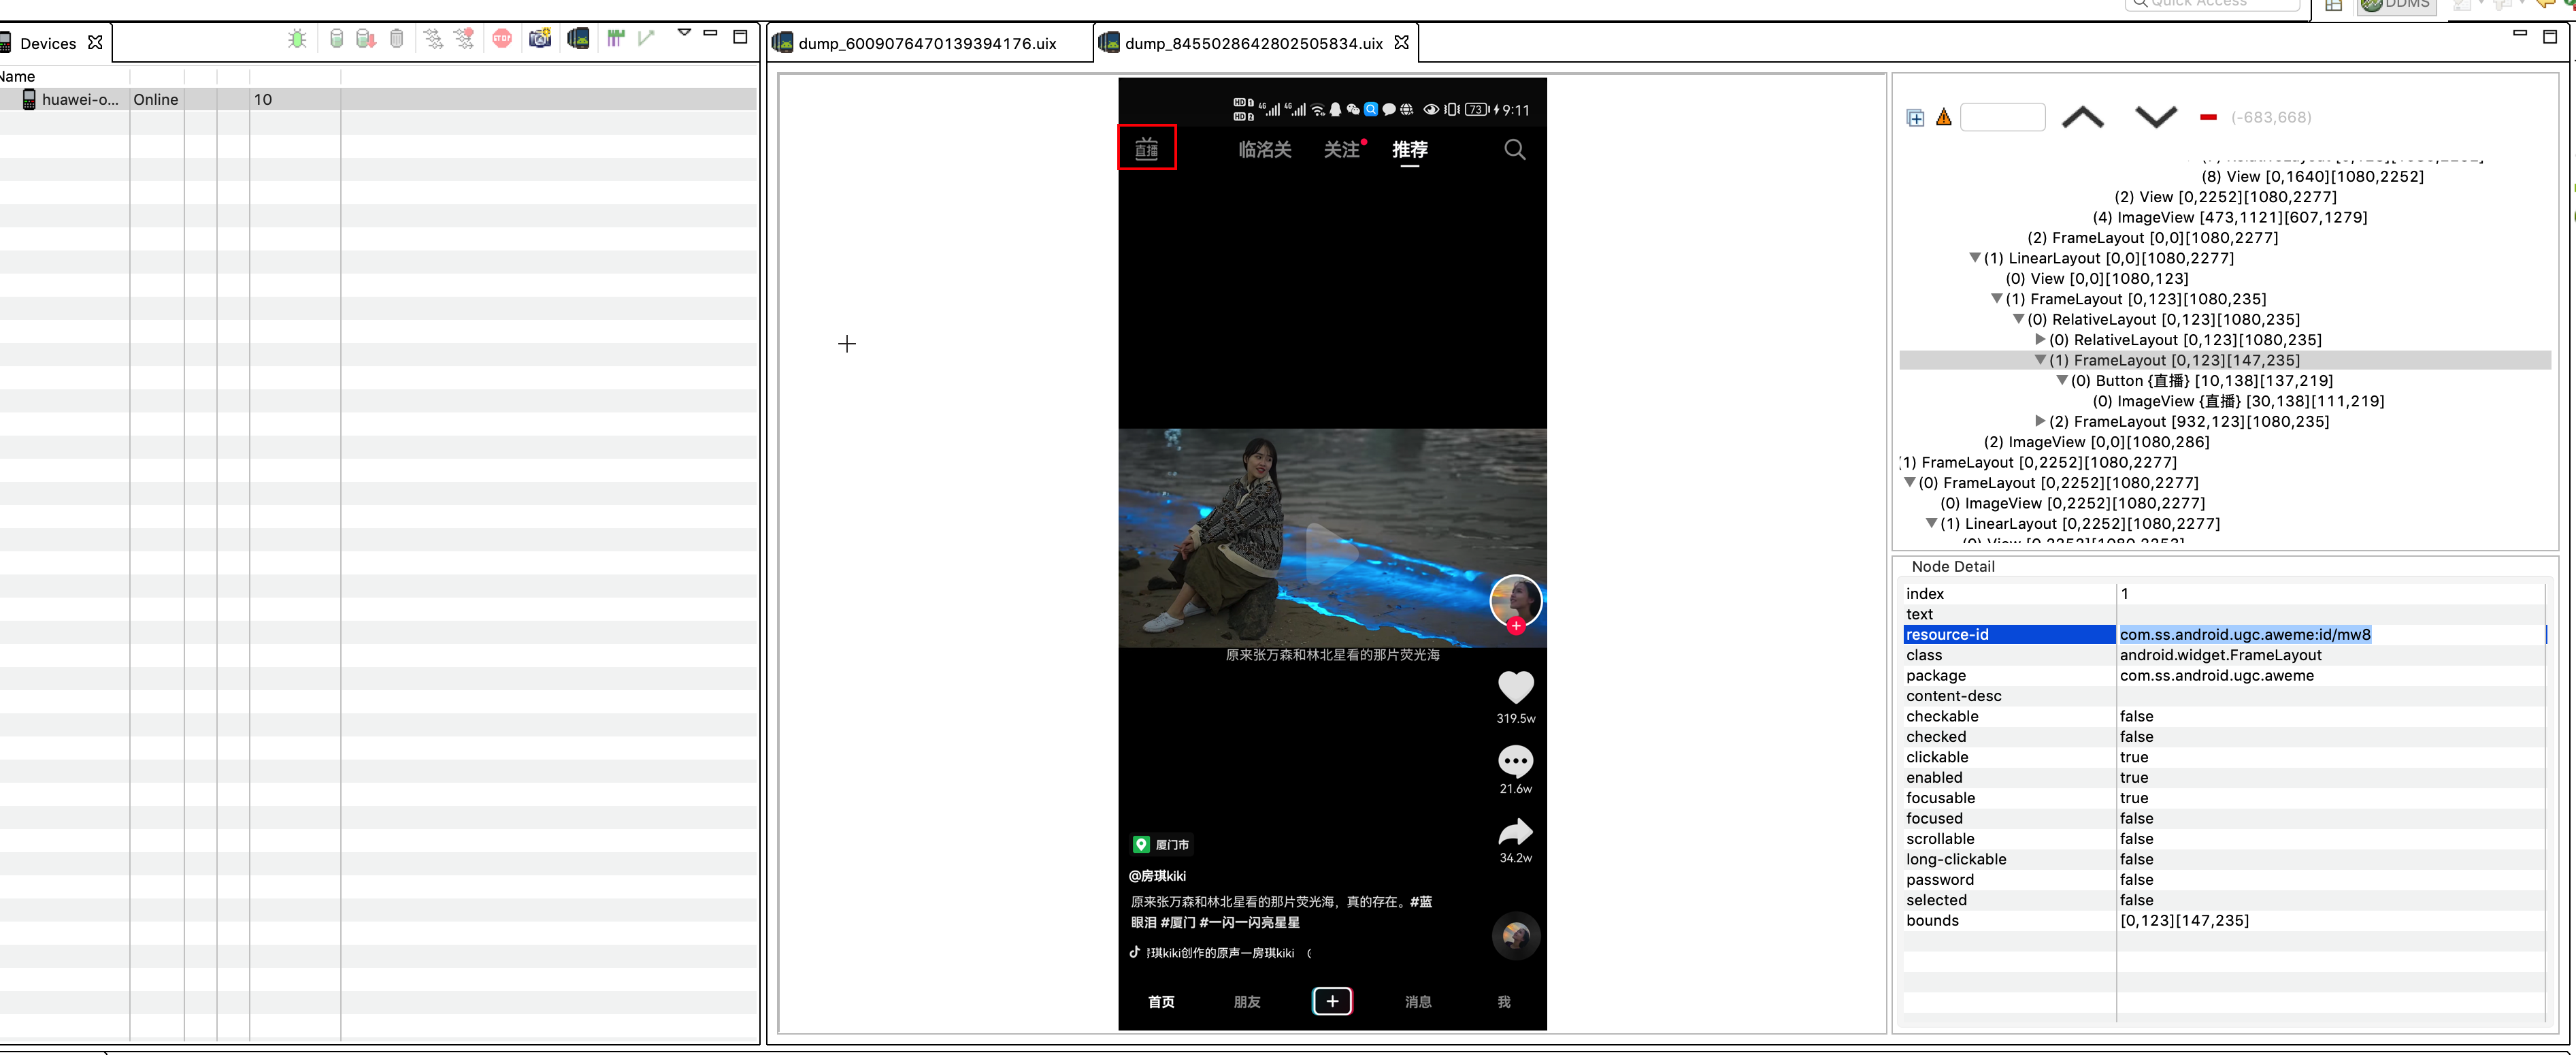 Quick Access
DDMS
Devices
dump_6009076470139394176.uix
dump_8455028642802505834.uix
Name
huawei-o... Online 10
HD 1 4G 4G 73 9:11
HD 2
直播 临洺关 关注 推荐
原来张万森和林北星看的那片荧光海
319.5w
21.6w
34.2w
厦门市
@房琪kiki
原来张万森和林北星看的那片荧光海，真的存在。#蓝
眼泪 #厦门 #一闪一闪亮星星
琪kiki创作的原声一房琪kiki
首页 朋友 消息 我
(-683,668)
(8) View [0,1640][1080,2252]
(2) View [0,2252][1080,2277]
(4) ImageView [473,1121][607,1279]
(2) FrameLayout [0,0][1080,2277]
(1) LinearLayout [0,0][1080,2277]
(0) View [0,0][1080,123]
(1) FrameLayout [0,123][1080,235]
(0) RelativeLayout [0,123][1080,235]
(0) RelativeLayout [0,123][1080,235]
(1) FrameLayout [0,123][147,235]
(0) Button {直播} [10,138][137,219]
(0) ImageView {直播} [30,138][111,219]
(2) FrameLayout [932,123][1080,235]
(2) ImageView [0,0][1080,286]
(1) FrameLayout [0,2252][1080,2277]
(0) FrameLayout [0,2252][1080,2277]
(0) ImageView [0,2252][1080,2277]
(1) LinearLayout [0,2252][1080,2277]
Node Detail
index 1
text
resource-id com.ss.android.ugc.aweme:id/mw8
class android.widget.FrameLayout
package com.ss.android.ugc.aweme
content-desc
checkable false
checked false
clickable true
enabled true
focusable true
focused false
scrollable false
long-clickable false
password false
selected false
bounds [0,123][147,235]